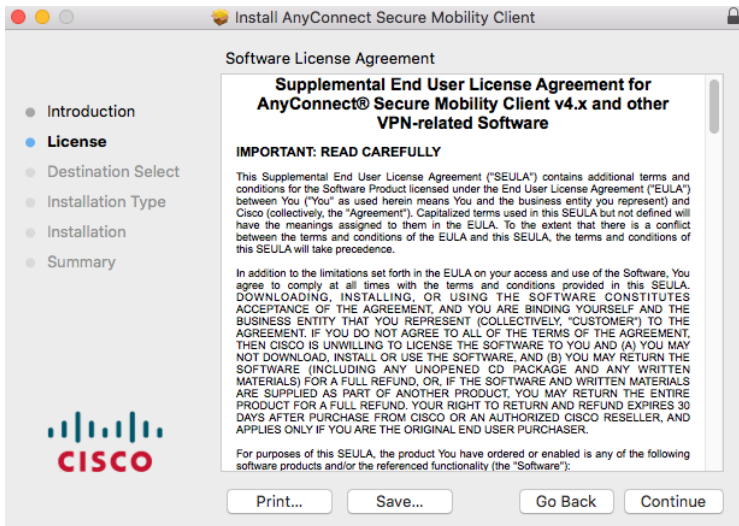 Install AnyConnect Secure Mobility Client
Software License Agreement
Introduction
License
Destination Select
Installation Type
Installation
Summary
CISCO
Supplemental End User License Agreement for
AnyConnect® Secure Mobility Client v4.x and other
VPN-related Software
IMPORTANT: READ CAREFULLY
This Supplemental End User License Agreement ("SEULA") contains additional terms and
conditions for the Software Product licensed under the End User License Agreement ("EULA")
between You ("You" as used herein means You and the business entity you represent) and
Cisco (collectively, the "Agreement"). Capitalized terms used in this SEULA but not defined will
have the meanings assigned to them in the EULA. To the extent that there is a conflict
between the terms and conditions of the EULA and this SEULA, the terms and conditions of
this SEULA will take precedence.
In addition to the limitations set forth in the EULA on your access and use of the Software, You
agree to comply at all times with the terms and conditions provided in this SEULA.
DOWNLOADING, INSTALLING, OR USING THE SOFTWARE CONSTITUTES
ACCEPTANCE OF THE AGREEMENT, AND YOU ARE BINDING YOURSELF AND THE
BUSINESS ENTITY THAT YOU REPRESENT (COLLECTIVELY, "CUSTOMER") TO THE
AGREEMENT. IF YOU DO NOT AGREE TO ALL OF THE TERMS OF THE AGREEMENT,
THEN CISCO IS UNWILLING TO LICENSE THE SOFTWARE TO YOU AND (A) YOU MAY
NOT DOWNLOAD, INSTALL OR USE THE SOFTWARE, AND (B) YOU MAY RETURN THE
SOFTWARE (INCLUDING ANY UNOPENED CD PACKAGE AND ANY WRITTEN
MATERIALS) FOR A FULL REFUND, OR, IF THE SOFTWARE AND WRITTEN MATERIALS
ARE SUPPLIED AS PART OF ANOTHER PRODUCT, YOU MAY RETURN THE ENTIRE
PRODUCT FOR A FULL REFUND. YOUR RIGHT TO RETURN AND REFUND EXPIRES 30
DAYS AFTER PURCHASE FROM CISCO OR AN AUTHORIZED CISCO RESELLER, AND
APPLIES ONLY IF YOU ARE THE ORIGINAL END USER PURCHASER.
For purposes of this SEULA, the product You have ordered or enabled is any of the following
software products and/or the referenced functionality (the "Software"):
Print...
Save...
Go Back
Continue